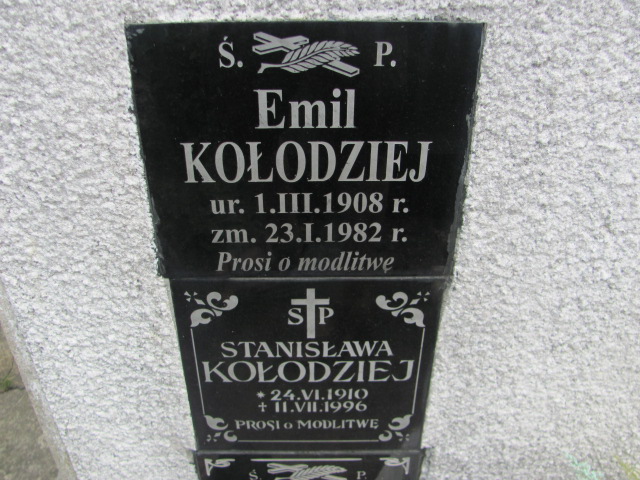 Ś. P.
Emil
KOŁODZIEJ
ur. 1.III.1908 r.
zm. 23.I.1982 r.
Prosi o modlitwę
S P
STANISŁAWA
KOŁODZIEJ
* 24.VI.1910
† 11.VII.1996
PROSI o MODLITWĘ
Ś. P.